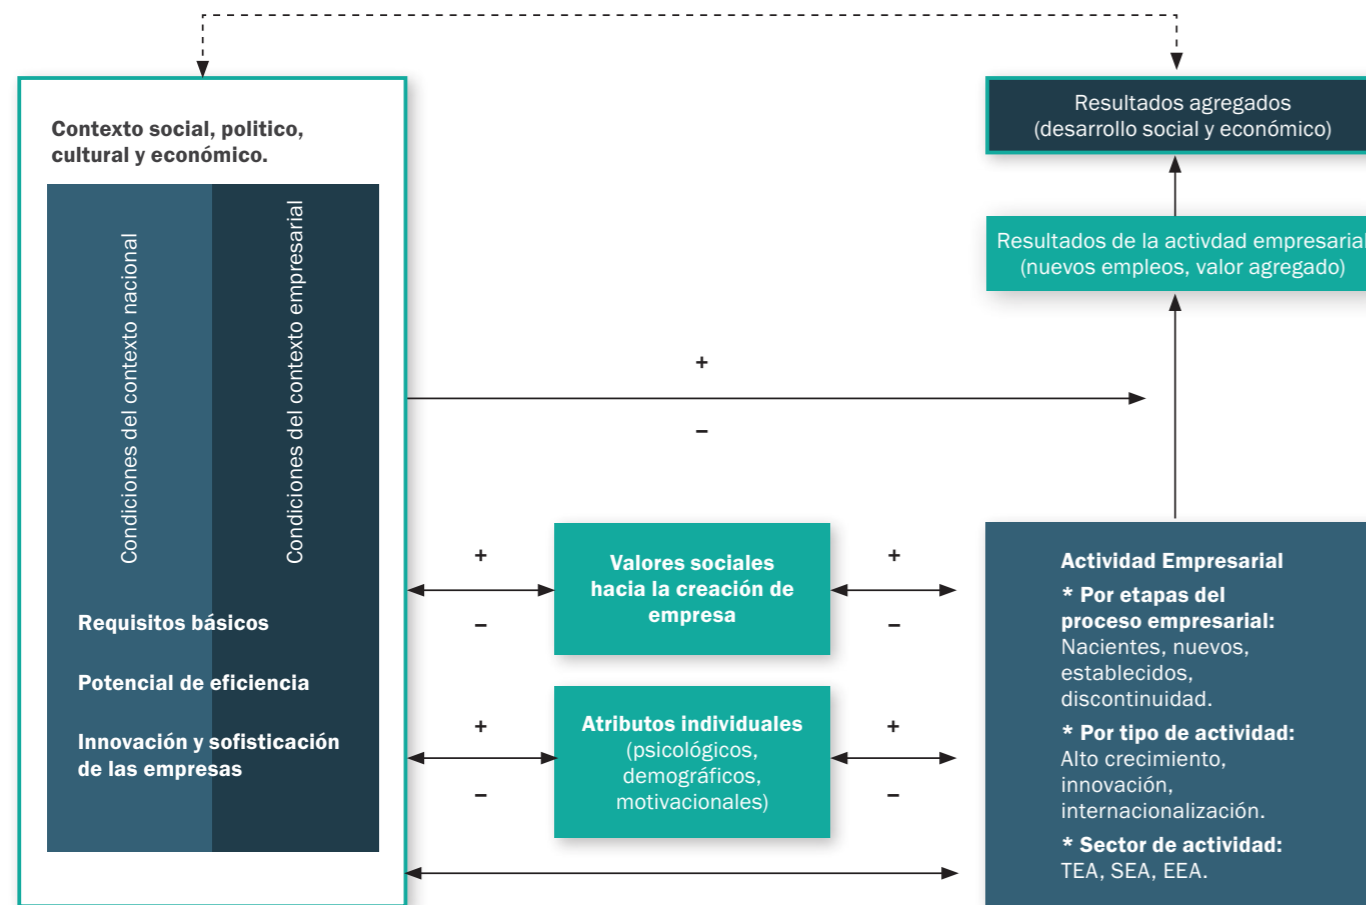 Contexto social, politico,
cultural y económico.
Condiciones del contexto nacional
Condiciones del contexto empresarial
Requisitos básicos
Potencial de eficiencia
Innovación y sofisticación
de las empresas
+
−
+
−
Valores sociales
hacia la creación de
empresa
+
−
+
−
Atributos individuales
(psicológicos,
demográficos,
motivacionales)
+
−
Resultados agregados
(desarrollo social y económico)
Resultados de la activdad empresarial
(nuevos empleos, valor agregado)
Actividad Empresarial
* Por etapas del
proceso empresarial:
Nacientes, nuevos,
establecidos,
discontinuidad.
* Por tipo de actividad:
Alto crecimiento,
innovación,
internacionalización.
* Sector de actividad:
TEA, SEA, EEA.